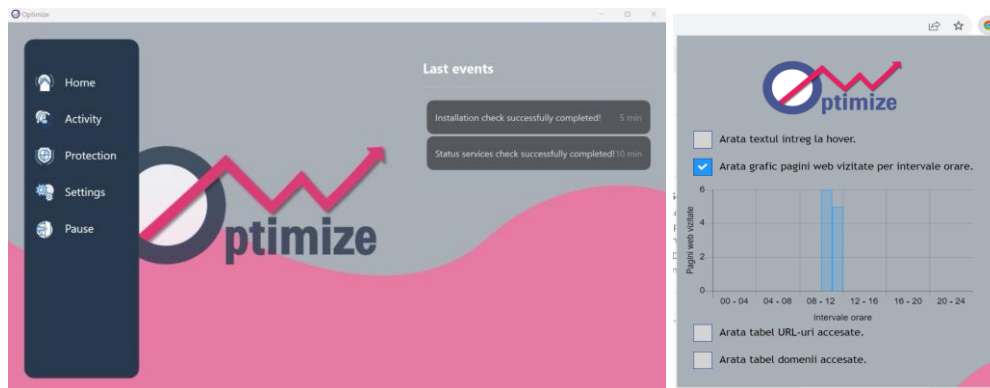 Optimize
Home
Activity
Protection
Settings
Pause
ptimize
Last events
Installation check successfully completed! 5 min
Status services check successfully completed! 10 min
ptimize
Arata textul intreg la hover.
Arata grafic pagini web vizitate per intervale orare.
Pagini web vizitate
6
4
2
0
00 - 04 04 - 08 08 - 12 12 - 16 16 - 20 20 - 24
Intervale orare
Arata tabel URL-uri accesate.
Arata tabel domenii accesate.